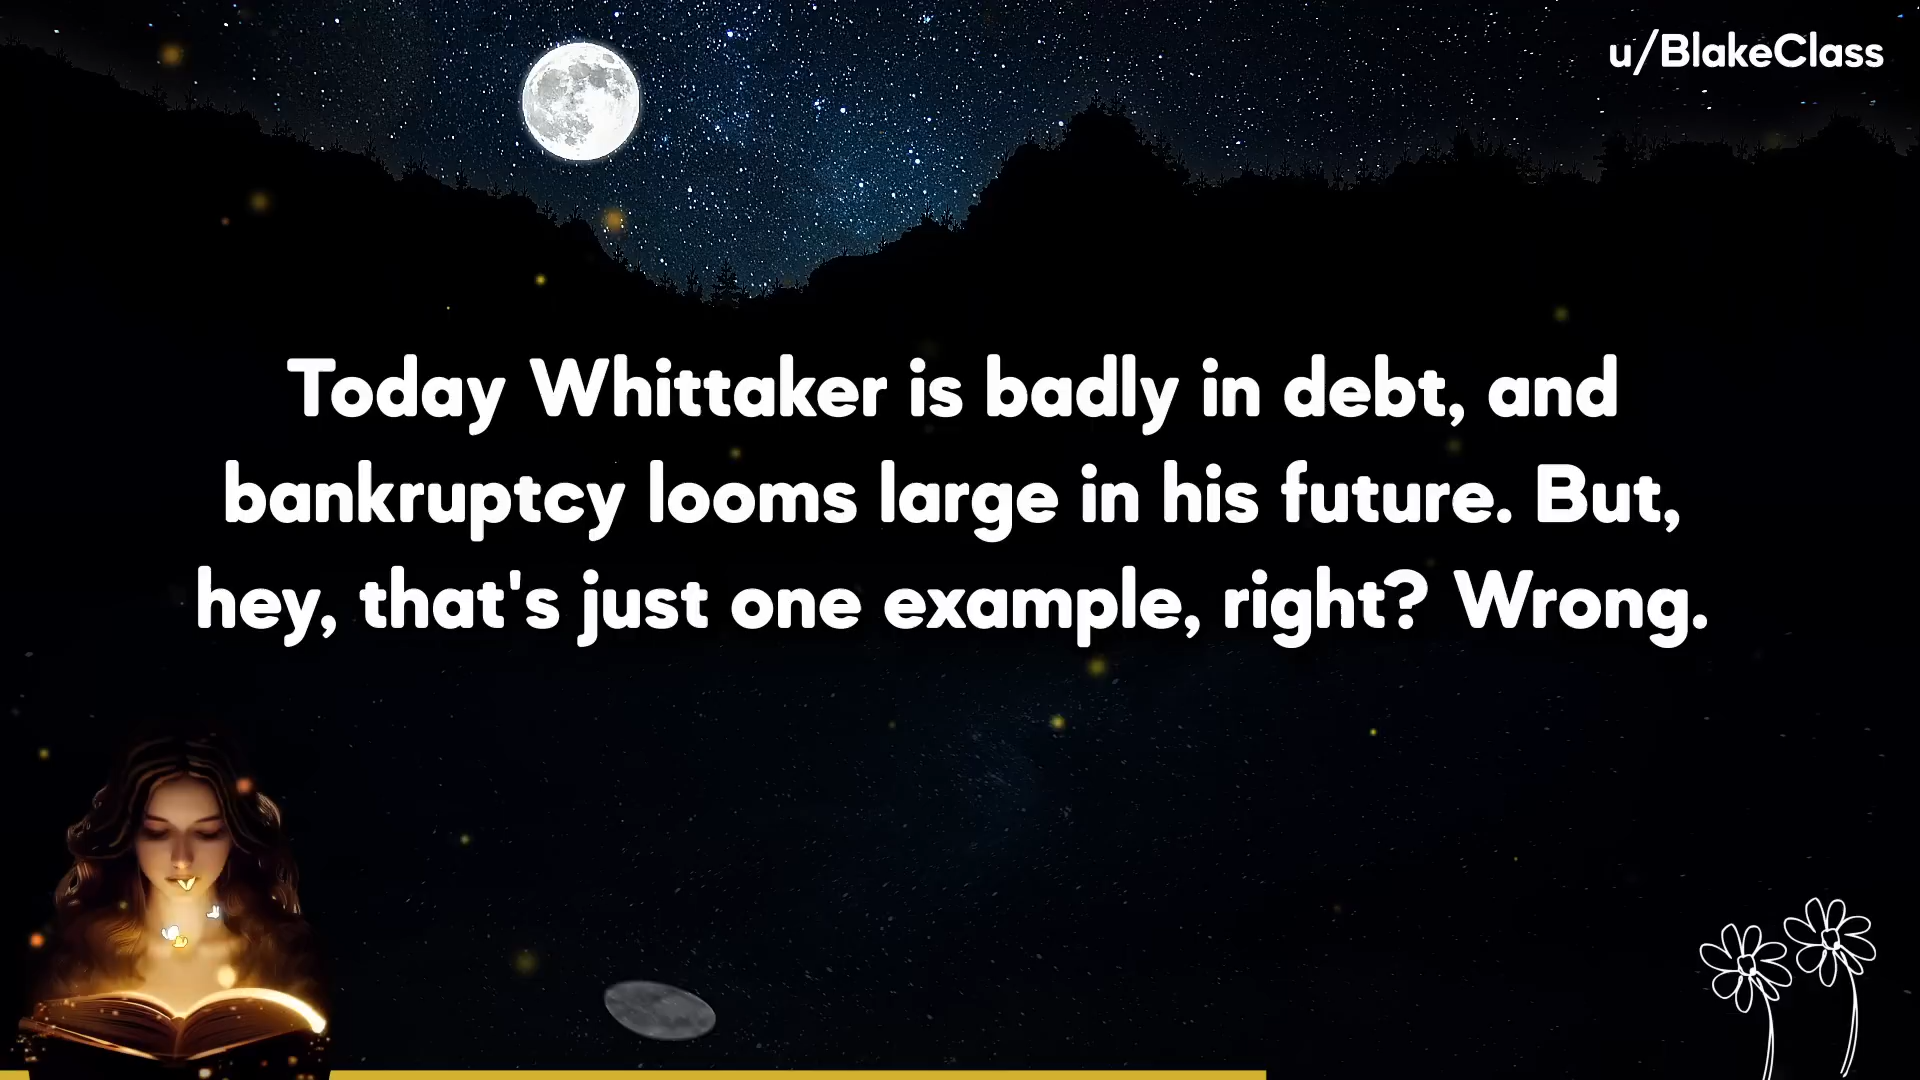 u/BlakeClass
Today Whittaker is badly in debt, and
bankruptcy looms large in his future. But,
hey, that's just one example, right? Wrong.